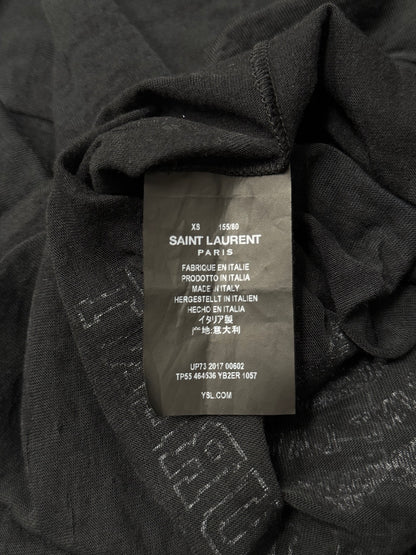 XS 155/80
SAINT LAURENT
PARIS
FABRIQUE EN ITALIE
PRODOTTO IN ITALIA
MADE IN ITALY
HERGESTELLT IN ITALIEN
HECHO EN ITALIA
イタリア製
产地:意大利
UP73 2017 00602
TP55 464536 YB2ER 1057
YSL.COM